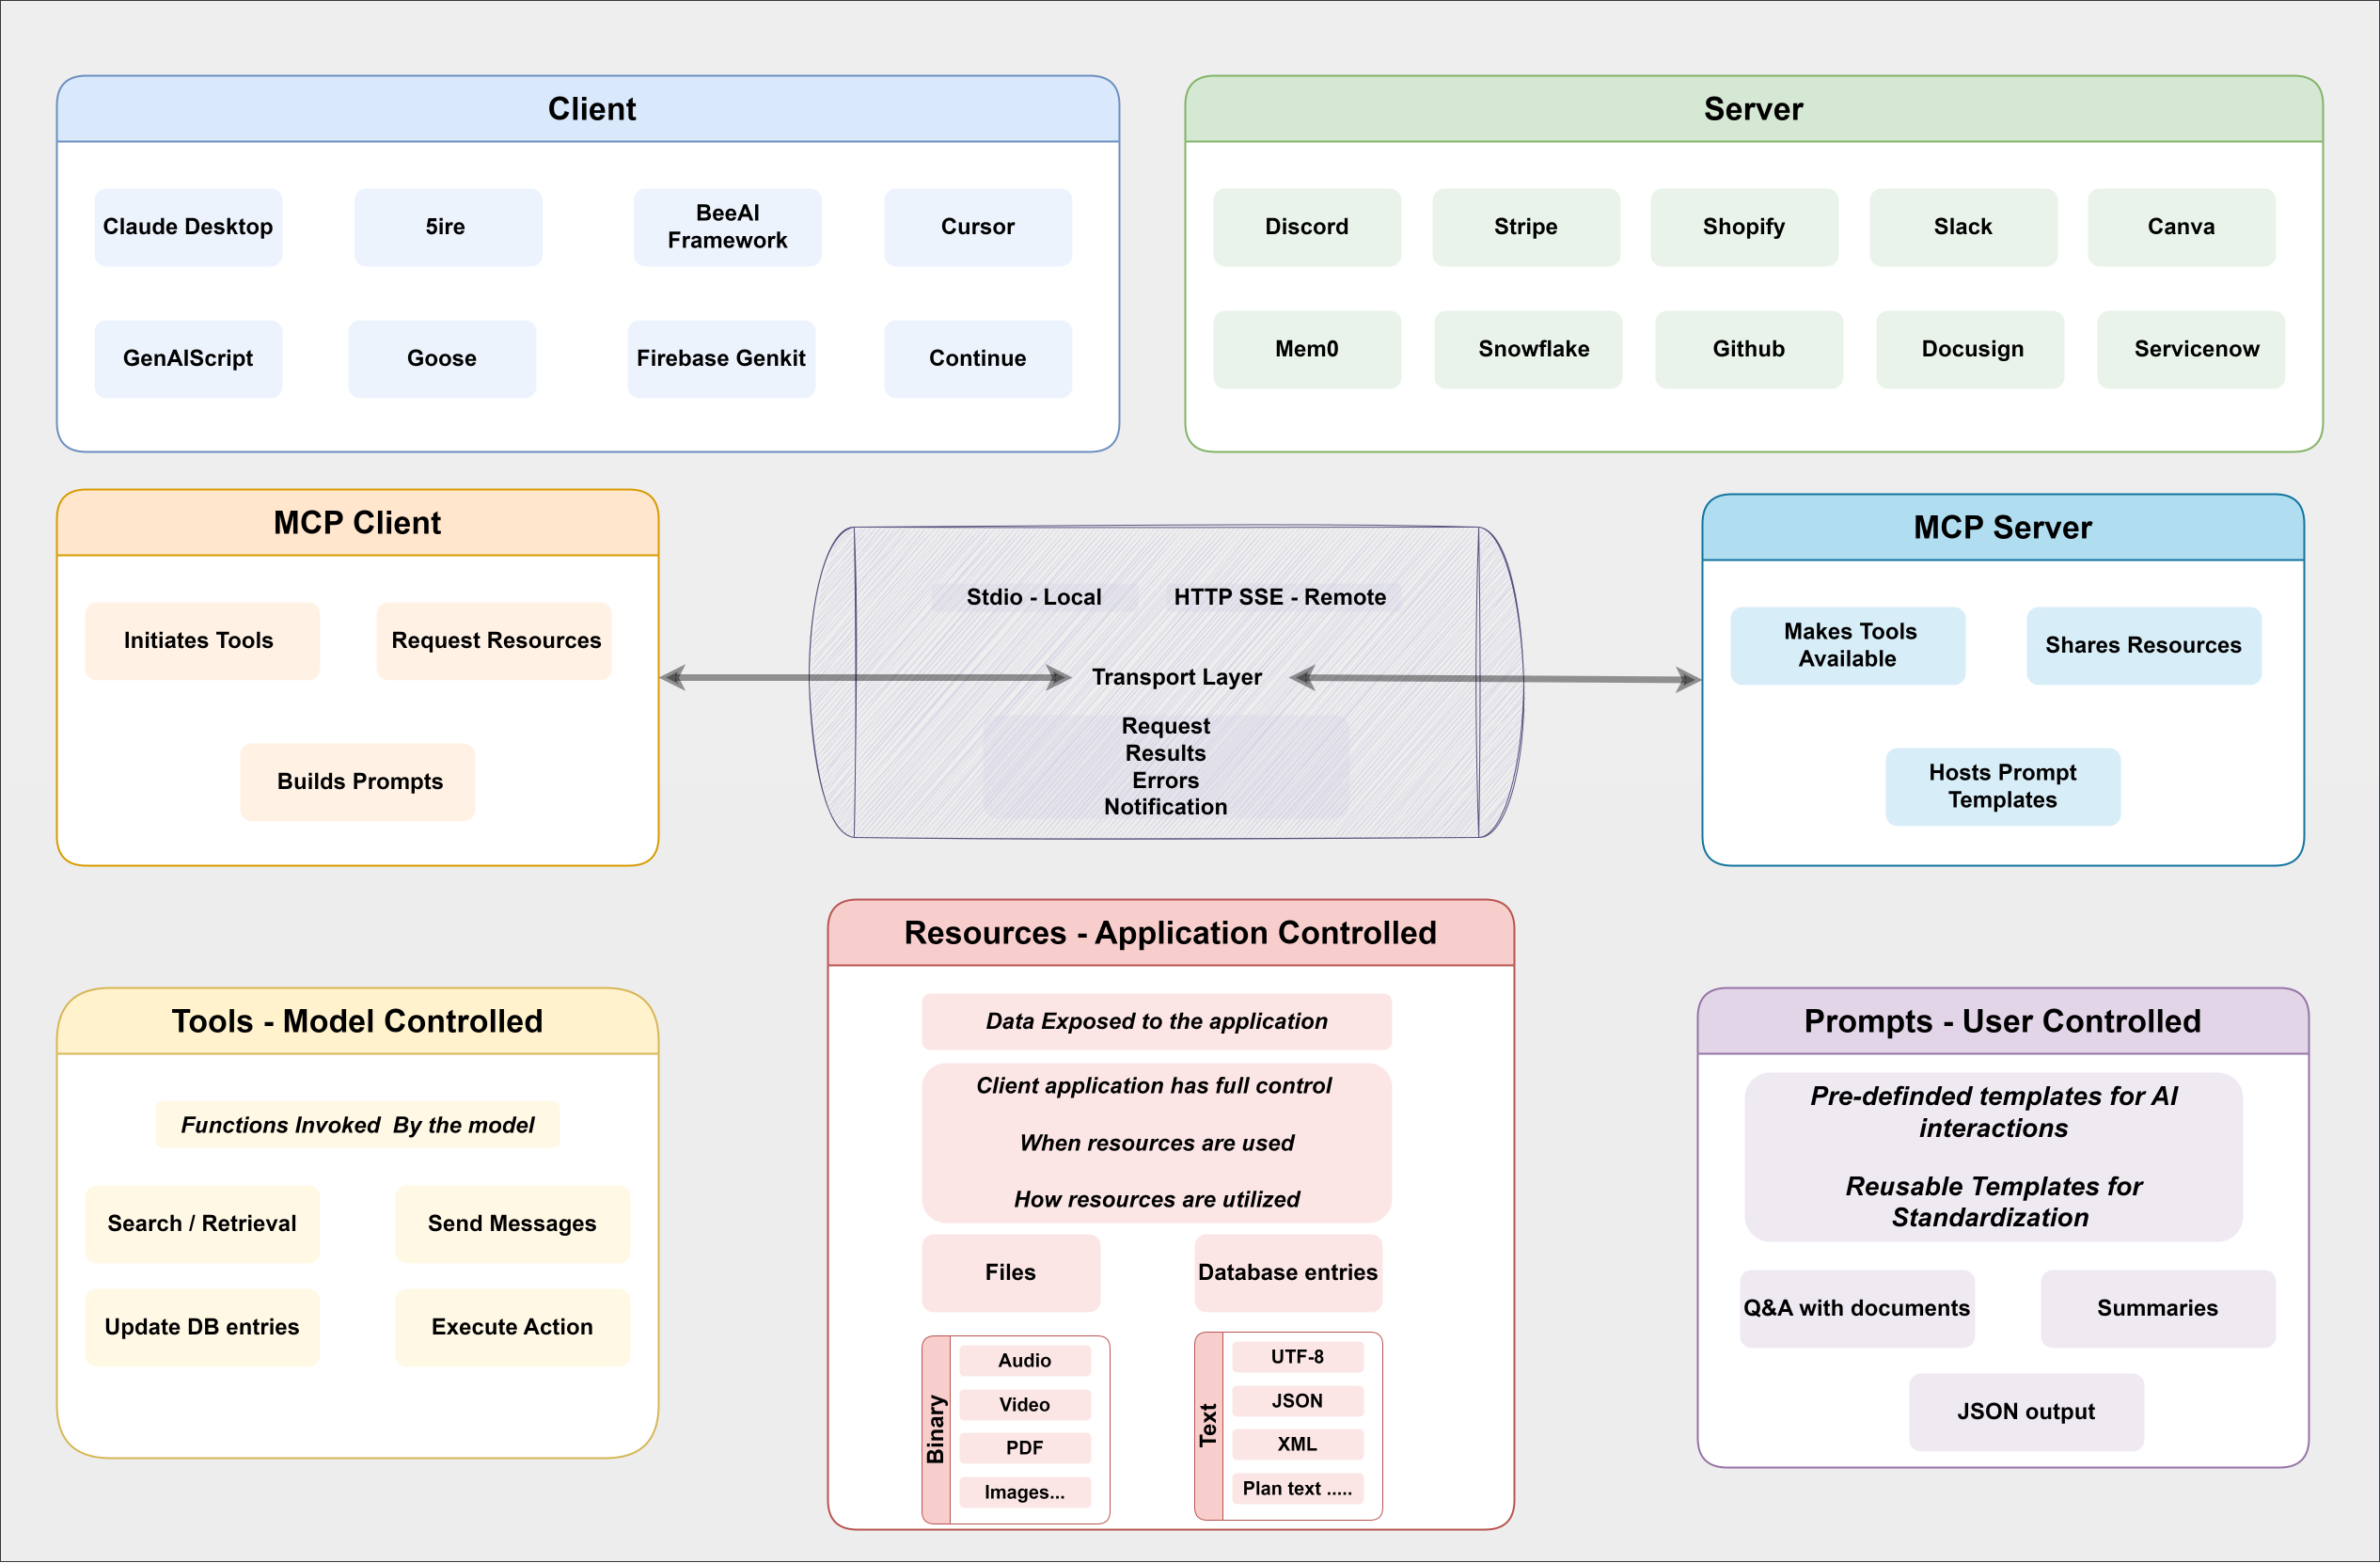 Client
Claude Desktop
5ire
BeeAI
Framework
Cursor
GenAIScript
Goose
Firebase Genkit
Continue
Server
Discord
Stripe
Shopify
Slack
Canva
Mem0
Snowflake
Github
Docusign
Servicenow
MCP Client
Initiates Tools
Request Resources
Builds Prompts
Stdio - Local
HTTP SSE - Remote
Transport Layer
Request
Results
Errors
Notification
MCP Server
Makes Tools
Available
Shares Resources
Hosts Prompt
Templates
Tools - Model Controlled
Functions Invoked  By the model
Search / Retrieval
Send Messages
Update DB entries
Execute Action
Resources - Application Controlled
Data Exposed to the application
Client application has full control
When resources are used
How resources are utilized
Files
Database entries
Binary
Audio
Video
PDF
Images...
Text
UTF-8
JSON
XML
Plan text .....
Prompts - User Controlled
Pre-definded templates for AI
interactions
Reusable Templates for
Standardization
Q&A with documents
Summaries
JSON output